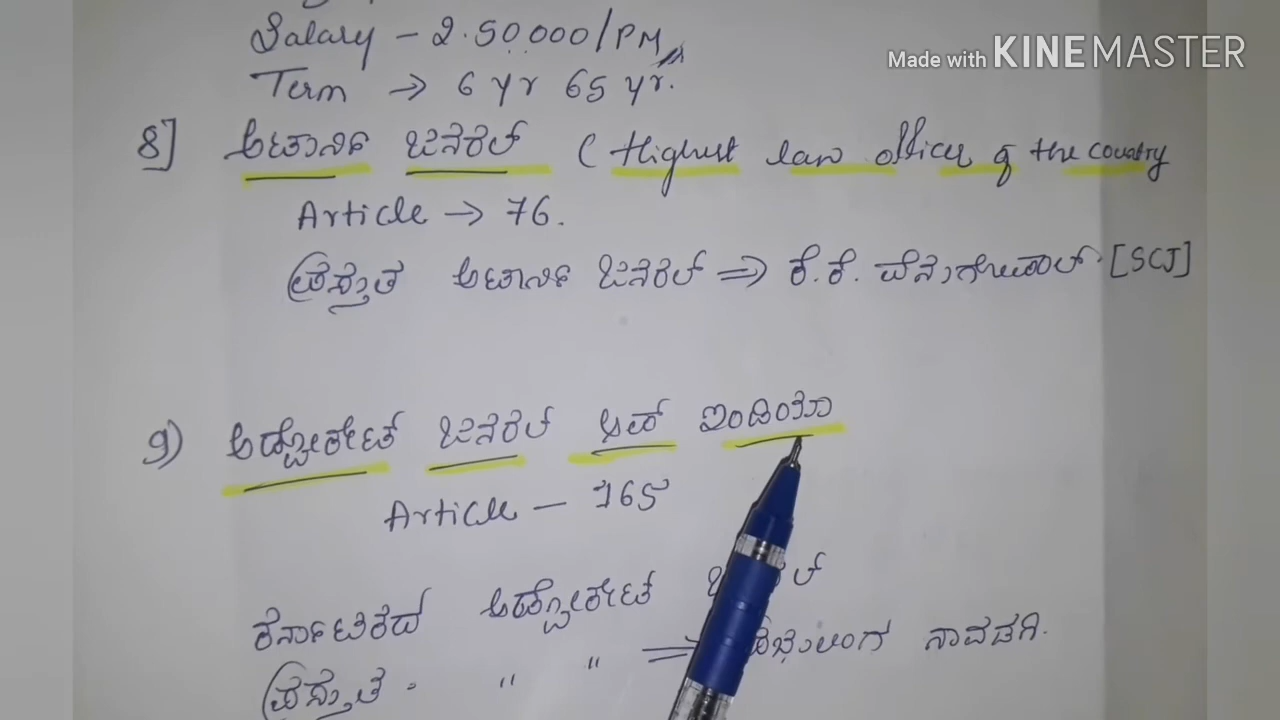 Salary – 2.50.000/PM
Made with KINEMASTER
Term → 6 yr 65 yr.
8] ಅಟಾರ್ನಿ ಜನರಲ್ ( Highest law officer of the country
Article → 76.
ಪ್ರಸ್ತುತ ಅಟಾರ್ನಿ ಜನರಲ್ ⇒ ಕೆ.ಕೆ. ವೆನುಗೋಪಾಲ್. [SCJ]
9) ಅಡ್ವೋಕೇಟ್ ಜನರಲ್ ಆಫ್ ಇಂಡಿಯಾ
Article – 165
ಕರ್ನಾಟಕದ ಅಡ್ವೋಕೇಟ್
ಪ್ರಸ್ತುತ . " " ⇒ ನಾವದಗಿ.